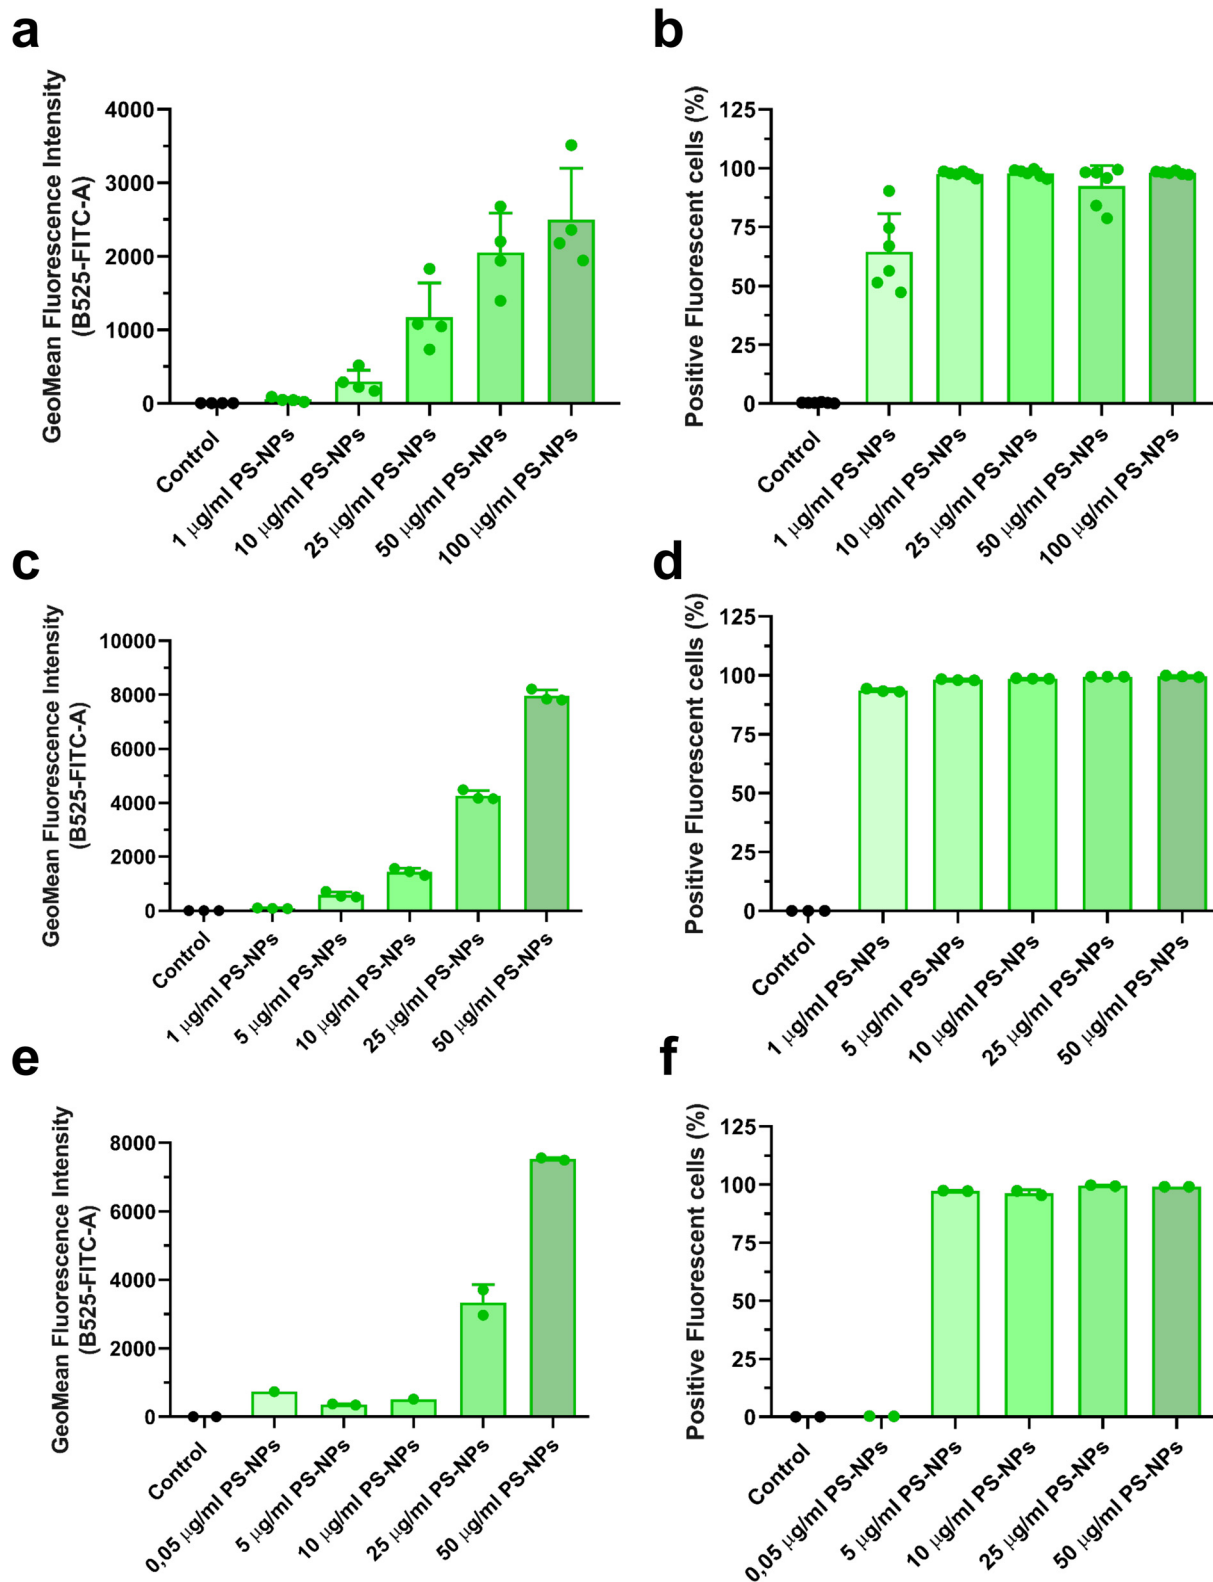 a
GeoMean Fluorescence Intensity
(B525-FITC-A)
4000
3000
2000
1000
0
Control
1 μg/ml PS-NPs
10 μg/ml PS-NPs
25 μg/ml PS-NPs
50 μg/ml PS-NPs
100 μg/ml PS-NPs
b
Positive Fluorescent cells (%)
125
100
75
50
25
0
Control
1 μg/ml PS-NPs
10 μg/ml PS-NPs
25 μg/ml PS-NPs
50 μg/ml PS-NPs
100 μg/ml PS-NPs
c
GeoMean Fluorescence Intensity
(B525-FITC-A)
10000
8000
6000
4000
2000
0
Control
1 μg/ml PS-NPs
5 μg/ml PS-NPs
10 μg/ml PS-NPs
25 μg/ml PS-NPs
50 μg/ml PS-NPs
d
Positive Fluorescent cells (%)
125
100
75
50
25
0
Control
1 μg/ml PS-NPs
5 μg/ml PS-NPs
10 μg/ml PS-NPs
25 μg/ml PS-NPs
50 μg/ml PS-NPs
e
GeoMean Fluorescence Intensity
(B525-FITC-A)
8000
6000
4000
2000
0
Control
0,05 μg/ml PS-NPs
5 μg/ml PS-NPs
10 μg/ml PS-NPs
25 μg/ml PS-NPs
50 μg/ml PS-NPs
f
Positive Fluorescent cells (%)
125
100
75
50
25
0
Control
0,05 μg/ml PS-NPs
5 μg/ml PS-NPs
10 μg/ml PS-NPs
25 μg/ml PS-NPs
50 μg/ml PS-NPs